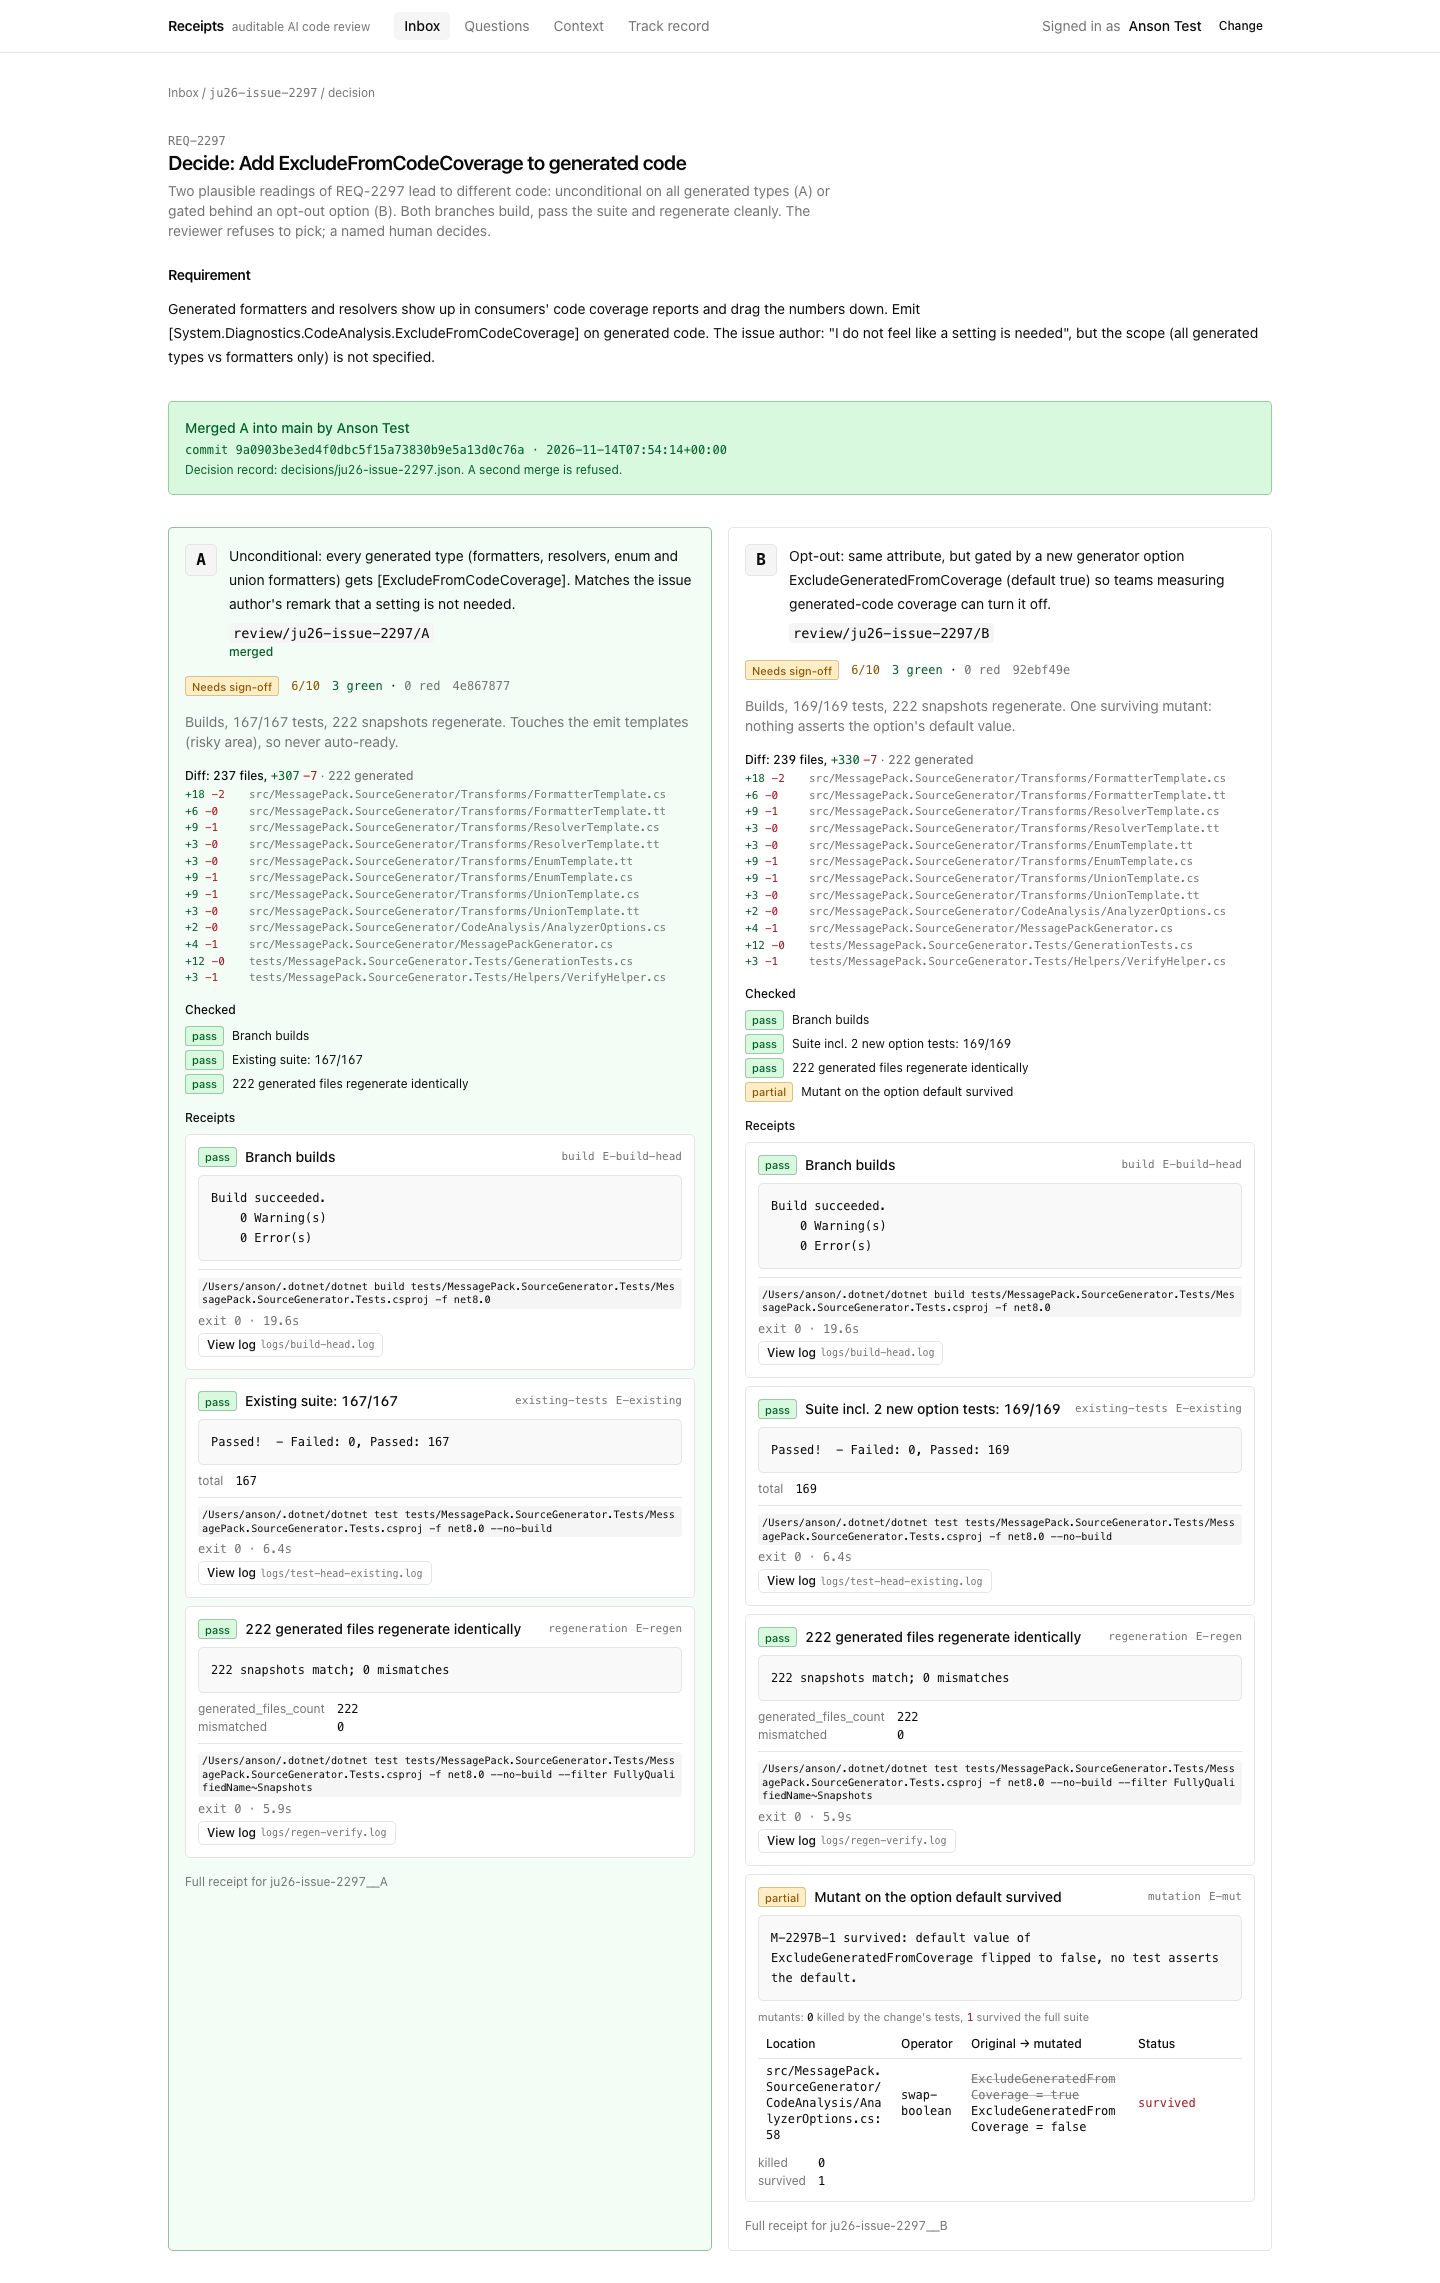 Receipts auditable AI code review Inbox Questions Context Track record Signed in as Anson Test Change
Inbox / ju26-issue-2297 / decision
REQ-2297
Decide: Add ExcludeFromCodeCoverage to generated code
Two plausible readings of REQ-2297 lead to different code: unconditional on all generated types (A) or
gated behind an opt-out option (B). Both branches build, pass the suite and regenerate cleanly. The
reviewer refuses to pick; a named human decides.
Requirement
Generated formatters and resolvers show up in consumers' code coverage reports and drag the numbers down. Emit
[System.Diagnostics.CodeAnalysis.ExcludeFromCodeCoverage] on generated code. The issue author: "I do not feel like a setting is needed", but the scope (all generated
types vs formatters only) is not specified.
Merged A into main by Anson Test
commit 9a0903be3ed4f0dbc5f15a73830b9e5a13d0c76a · 2026-11-14T07:54:14+00:00
Decision record: decisions/ju26-issue-2297.json. A second merge is refused.
A
Unconditional: every generated type (formatters, resolvers, enum and
union formatters) gets [ExcludeFromCodeCoverage]. Matches the issue
author's remark that a setting is not needed.
review/ju26-issue-2297/A
merged
Needs sign-off 6/10 3 green · 0 red 4e867877
Builds, 167/167 tests, 222 snapshots regenerate. Touches the emit templates
(risky area), so never auto-ready.
Diff: 237 files, +307 −7 · 222 generated
+18 −2 src/MessagePack.SourceGenerator/Transforms/FormatterTemplate.cs
+6 −0 src/MessagePack.SourceGenerator/Transforms/FormatterTemplate.tt
+9 −1 src/MessagePack.SourceGenerator/Transforms/ResolverTemplate.cs
+3 −0 src/MessagePack.SourceGenerator/Transforms/ResolverTemplate.tt
+3 −0 src/MessagePack.SourceGenerator/Transforms/EnumTemplate.tt
+9 −1 src/MessagePack.SourceGenerator/Transforms/EnumTemplate.cs
+9 −1 src/MessagePack.SourceGenerator/Transforms/UnionTemplate.cs
+3 −0 src/MessagePack.SourceGenerator/Transforms/UnionTemplate.tt
+2 −0 src/MessagePack.SourceGenerator/CodeAnalysis/AnalyzerOptions.cs
+4 −1 src/MessagePack.SourceGenerator/MessagePackGenerator.cs
+12 −0 tests/MessagePack.SourceGenerator.Tests/GenerationTests.cs
+3 −1 tests/MessagePack.SourceGenerator.Tests/Helpers/VerifyHelper.cs
Checked
pass Branch builds
pass Existing suite: 167/167
pass 222 generated files regenerate identically
Receipts
pass Branch builds build E-build-head
Build succeeded.
0 Warning(s)
0 Error(s)
/Users/anson/.dotnet/dotnet build tests/MessagePack.SourceGenerator.Tests/Mes
sagePack.SourceGenerator.Tests.csproj -f net8.0
exit 0 · 19.6s
View log logs/build-head.log
pass Existing suite: 167/167 existing-tests E-existing
Passed! - Failed: 0, Passed: 167
total 167
/Users/anson/.dotnet/dotnet test tests/MessagePack.SourceGenerator.Tests/Mess
agePack.SourceGenerator.Tests.csproj -f net8.0 --no-build
exit 0 · 6.4s
View log logs/test-head-existing.log
pass 222 generated files regenerate identically regeneration E-regen
222 snapshots match; 0 mismatches
generated_files_count 222
mismatched 0
/Users/anson/.dotnet/dotnet test tests/MessagePack.SourceGenerator.Tests/Mess
agePack.SourceGenerator.Tests.csproj -f net8.0 --no-build --filter FullyQuali
fiedName~Snapshots
exit 0 · 5.9s
View log logs/regen-verify.log
Full receipt for ju26-issue-2297__A
B
Opt-out: same attribute, but gated by a new generator option
ExcludeGeneratedFromCoverage (default true) so teams measuring
generated-code coverage can turn it off.
review/ju26-issue-2297/B
Needs sign-off 6/10 3 green · 0 red 92ebf49e
Builds, 169/169 tests, 222 snapshots regenerate. One surviving mutant:
nothing asserts the option's default value.
Diff: 239 files, +330 −7 · 222 generated
+18 −2 src/MessagePack.SourceGenerator/Transforms/FormatterTemplate.cs
+6 −0 src/MessagePack.SourceGenerator/Transforms/FormatterTemplate.tt
+9 −1 src/MessagePack.SourceGenerator/Transforms/ResolverTemplate.cs
+3 −0 src/MessagePack.SourceGenerator/Transforms/ResolverTemplate.tt
+3 −0 src/MessagePack.SourceGenerator/Transforms/EnumTemplate.tt
+9 −1 src/MessagePack.SourceGenerator/Transforms/EnumTemplate.cs
+9 −1 src/MessagePack.SourceGenerator/Transforms/UnionTemplate.cs
+3 −0 src/MessagePack.SourceGenerator/Transforms/UnionTemplate.tt
+2 −0 src/MessagePack.SourceGenerator/CodeAnalysis/AnalyzerOptions.cs
+4 −1 src/MessagePack.SourceGenerator/MessagePackGenerator.cs
+12 −0 tests/MessagePack.SourceGenerator.Tests/GenerationTests.cs
+3 −1 tests/MessagePack.SourceGenerator.Tests/Helpers/VerifyHelper.cs
Checked
pass Branch builds
pass Suite incl. 2 new option tests: 169/169
pass 222 generated files regenerate identically
partial Mutant on the option default survived
Receipts
pass Branch builds build E-build-head
Build succeeded.
0 Warning(s)
0 Error(s)
/Users/anson/.dotnet/dotnet build tests/MessagePack.SourceGenerator.Tests/Mes
sagePack.SourceGenerator.Tests.csproj -f net8.0
exit 0 · 19.6s
View log logs/build-head.log
pass Suite incl. 2 new option tests: 169/169 existing-tests E-existing
Passed! - Failed: 0, Passed: 169
total 169
/Users/anson/.dotnet/dotnet test tests/MessagePack.SourceGenerator.Tests/Mess
agePack.SourceGenerator.Tests.csproj -f net8.0 --no-build
exit 0 · 6.4s
View log logs/test-head-existing.log
pass 222 generated files regenerate identically regeneration E-regen
222 snapshots match; 0 mismatches
generated_files_count 222
mismatched 0
/Users/anson/.dotnet/dotnet test tests/MessagePack.SourceGenerator.Tests/Mess
agePack.SourceGenerator.Tests.csproj -f net8.0 --no-build --filter FullyQuali
fiedName~Snapshots
exit 0 · 5.9s
View log logs/regen-verify.log
partial Mutant on the option default survived mutation E-mut
M-2297B-1 survived: default value of
ExcludeGeneratedFromCoverage flipped to false, no test asserts
the default.
mutants: 0 killed by the change's tests, 1 survived the full suite
Location Operator Original → mutated Status
src/MessagePack.
SourceGenerator/
CodeAnalysis/Ana
lyzerOptions.cs:
58
swap-
boolean
ExcludeGeneratedFrom
Coverage = true
ExcludeGeneratedFrom
Coverage = false
survived
killed 0
survived 1
Full receipt for ju26-issue-2297__B